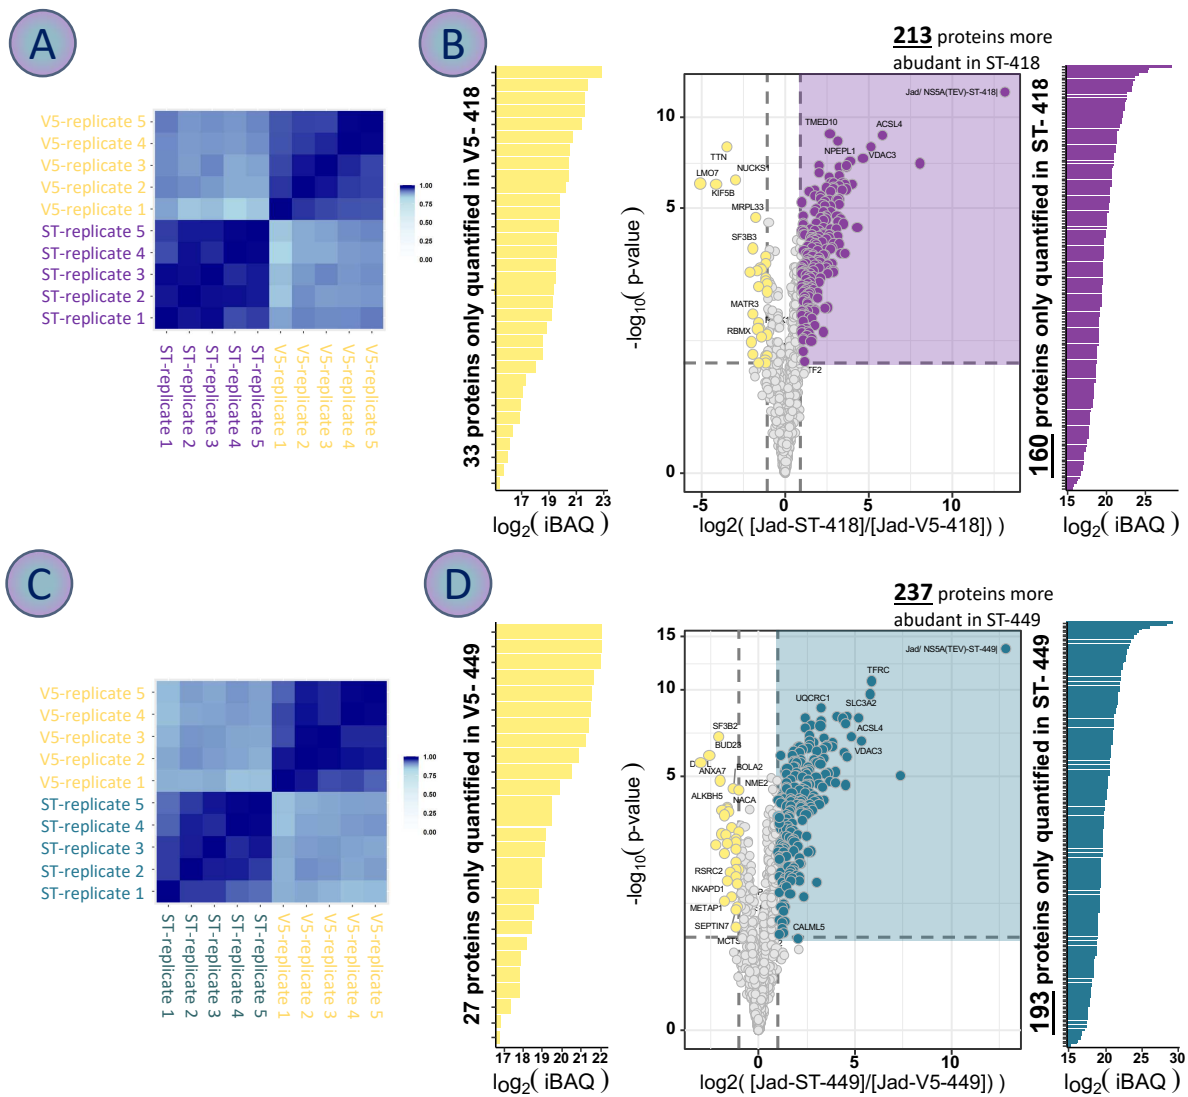 A
V5-replicate 5
V5-replicate 4
V5-replicate 3
V5-replicate 2
V5-replicate 1
ST-replicate 5
ST-replicate 4
ST-replicate 3
ST-replicate 2
ST-replicate 1
ST-replicate 1
ST-replicate 2
ST-replicate 3
ST-replicate 4
ST-replicate 5
V5-replicate 1
V5-replicate 2
V5-replicate 3
V5-replicate 4
V5-replicate 5
1.00
0.75
0.50
0.25
0.00
B
33 proteins only quantified in V5- 418
17 19 21 23
log2( iBAQ )
213 proteins more
abudant in ST-418
-log10( p-value )
10
5
0
Jad/ NS5A(TEV)-ST-418|
TMED10
ACSL4
NPEPL1
VDAC3
TTN
LMO7
NUCKS1
KIF5B
MRPL33
SF3B3
MATR3
RBMX
TF2
-5 0 5 10
log2( [Jad-ST-418]/[Jad-V5-418]) )
160 proteins only quantified in ST- 418
15 20 25
log2( iBAQ )
C
V5-replicate 5
V5-replicate 4
V5-replicate 3
V5-replicate 2
V5-replicate 1
ST-replicate 5
ST-replicate 4
ST-replicate 3
ST-replicate 2
ST-replicate 1
ST-replicate 1
ST-replicate 2
ST-replicate 3
ST-replicate 4
ST-replicate 5
V5-replicate 1
V5-replicate 2
V5-replicate 3
V5-replicate 4
V5-replicate 5
1.00
0.75
0.50
0.25
0.00
D
27 proteins only quantified in V5- 449
17 18 19 20 21 22
log2( iBAQ )
237 proteins more
abudant in ST-449
-log10( p-value )
15
10
5
0
Jad/ NS5A(TEV)-ST-449|
TFRC
UQCRC1
SLC3A2
SF3B2
ACSL4
BUD23
VDAC3
BOLA2
ANXA7
NME2
ALKBH5
NACA
RSRC2
NKAPD1
METAP1
SEPTIN7
CALML5
MCTS
0 5 10
log2( [Jad-ST-449]/[Jad-V5-449]) )
193 proteins only quantified in ST- 449
15 20 25 30
log2( iBAQ )